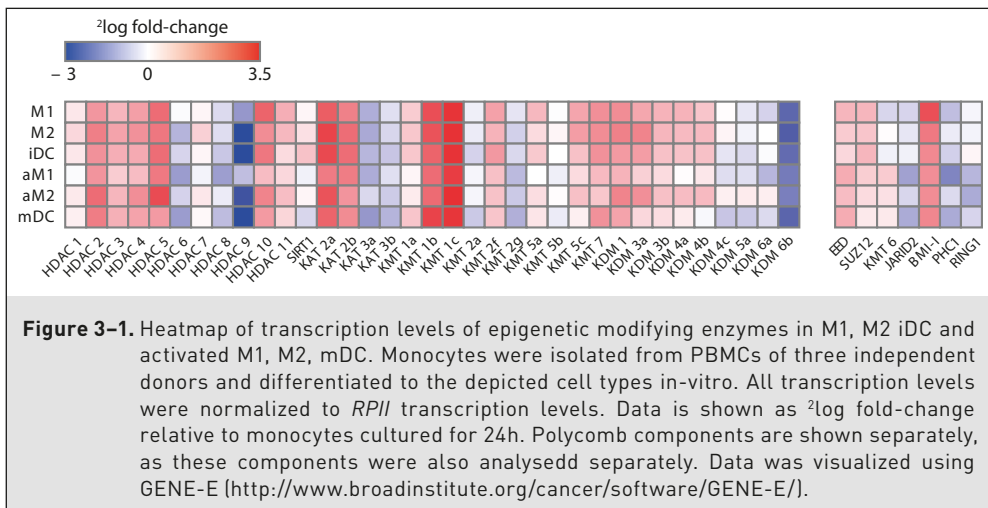 ²log fold-change
– 3 0 3.5
M1
M2
iDC
aM1
aM2
mDC
HDAC 1
HDAC 2
HDAC 3
HDAC 4
HDAC 5
HDAC 6
HDAC 7
HDAC 8
HDAC 9
HDAC 10
HDAC 11
SIRT1
KAT 2a
KAT 2b
KAT 3a
KAT 3b
KMT 1a
KMT 1b
KMT 1c
KMT 2a
KMT 2f
KMT 2g
KMT 5a
KMT 5b
KMT 5c
KMT 7
KDM 1
KDM 3a
KDM 3b
KDM 4a
KDM 4b
KDM 4c
KDM 5a
KDM 6a
KDM 6b
EED
SUZ12
KMT 6
JARID2
BMI-I
PHC1
RING1
Figure 3–1. Heatmap of transcription levels of epigenetic modifying enzymes in M1, M2 iDC and
activated M1, M2, mDC. Monocytes were isolated from PBMCs of three independent
donors and differentiated to the depicted cell types in-vitro. All transcription levels
were normalized to RPII transcription levels. Data is shown as ²log fold-change
relative to monocytes cultured for 24h. Polycomb components are shown separately,
as these components were also analysedd separately. Data was visualized using
GENE-E (http://www.broadinstitute.org/cancer/software/GENE-E/).